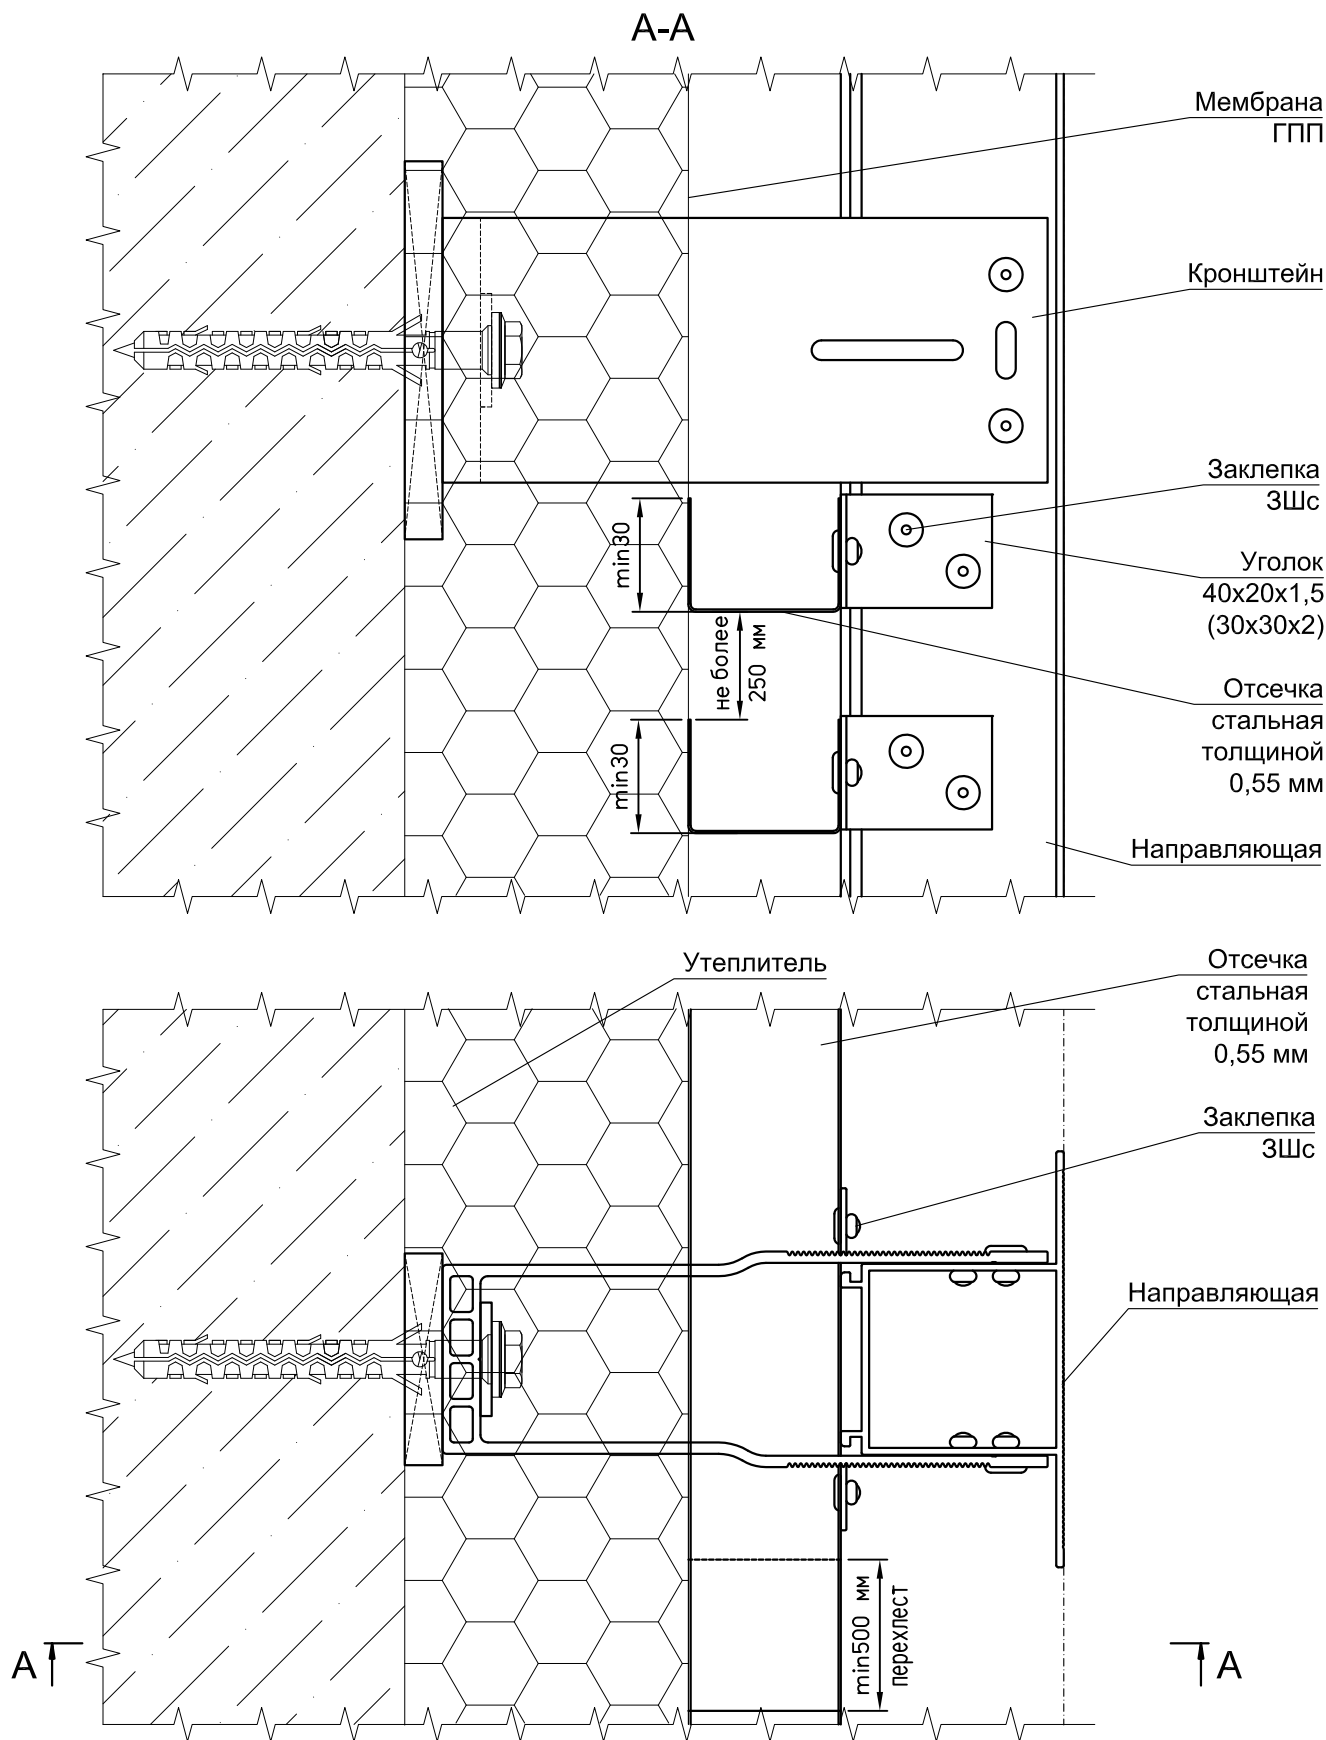 А-А
Мембрана
ГПП
Кронштейн
Заклепка
ЗШс
Уголок
40х20х1,5
(30х30х2)
Отсечка
стальная
толщиной
0,55 мм
Направляющая
min30
не более
250 мм
min30
Утеплитель
Отсечка
стальная
толщиной
0,55 мм
Заклепка
ЗШс
Направляющая
min500 мм
перехлест
А
А